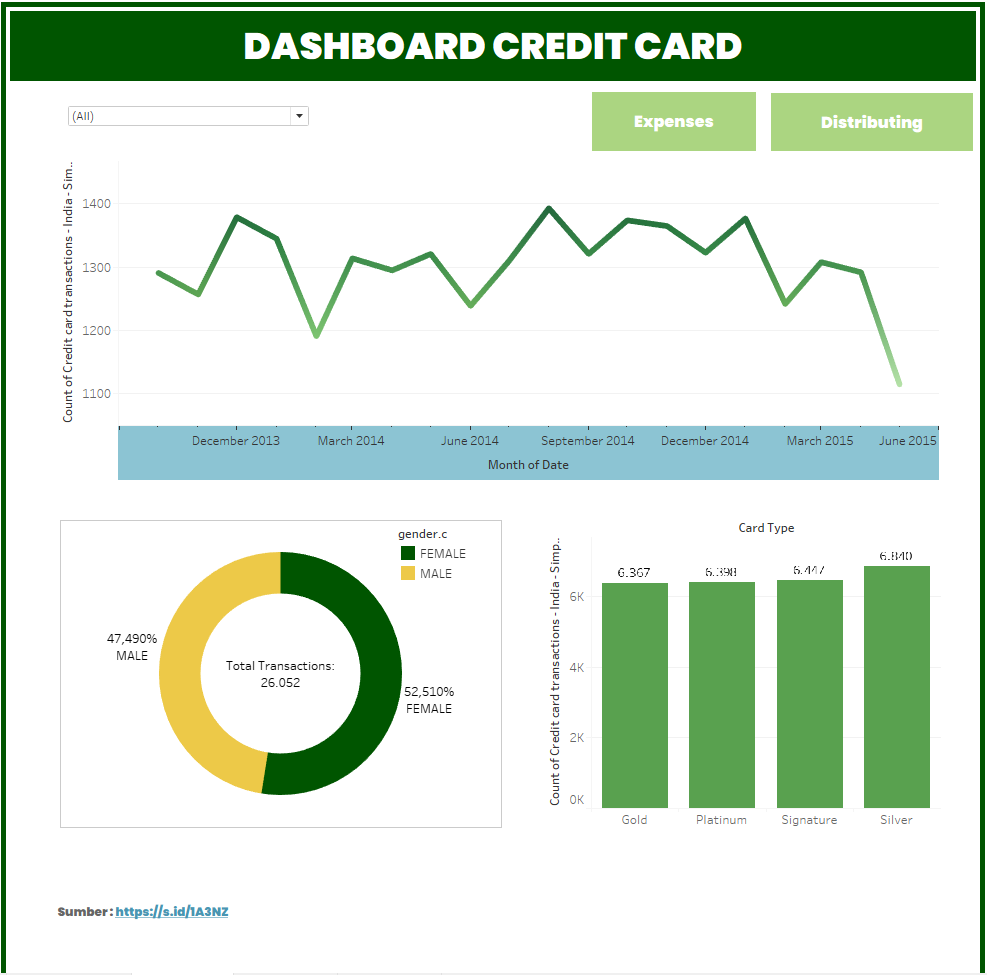 DASHBOARD CREDIT CARD
(All)
Expenses
Distributing
Count of Credit card transactions - India - Sim..
1400
1300
1200
1100
December 2013
March 2014
June 2014
September 2014
December 2014
March 2015
June 2015
Month of Date
gender.c
FEMALE
MALE
47,490%
MALE
Total Transactions:
26.052
52,510%
FEMALE
Card Type
Count of Credit card transactions - India - Simp..
6K
4K
2K
0K
6.367
6.398
6.447
6.840
Gold
Platinum
Signature
Silver
Sumber : https://s.id/1A3NZ